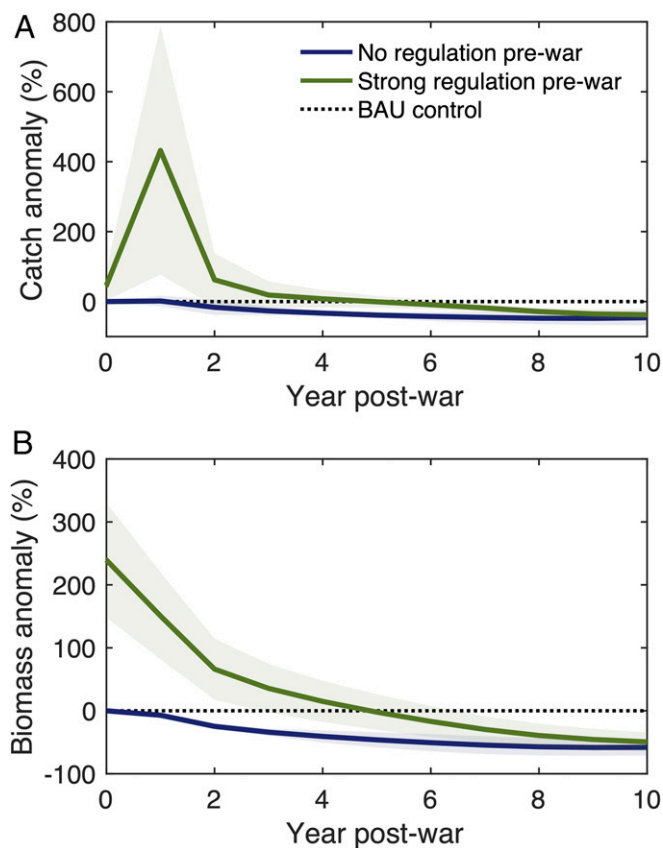 A
800
600
400
200
0
Catch anomaly (%)
No regulation pre-war
Strong regulation pre-war
BAU control
0 2 4 6 8 10
Year post-war
B
400
300
200
100
0
-100
Biomass anomaly (%)
0 2 4 6 8 10
Year post-war